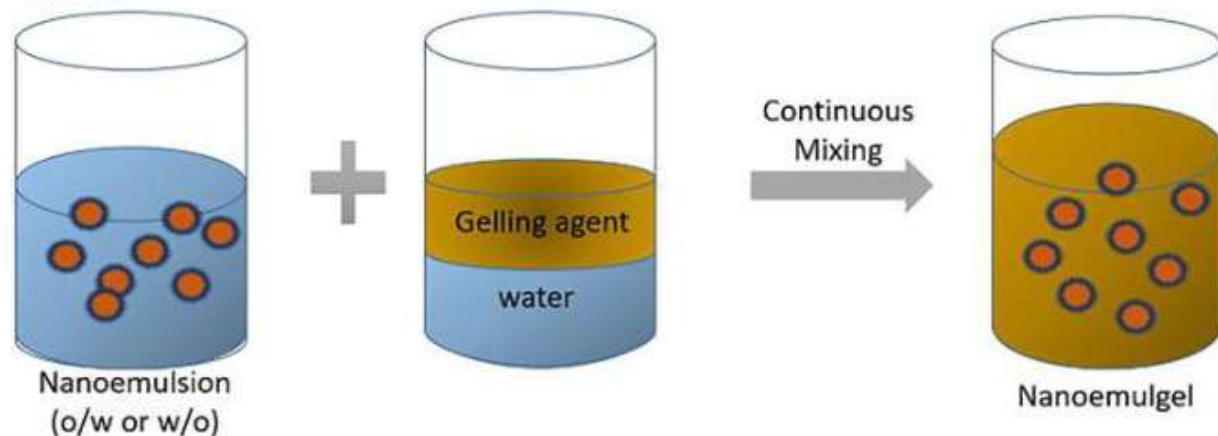 Continuous
Mixing
Gelling agent
water
Nanoemulsion
(o/w or w/o)
Nanoemulgel